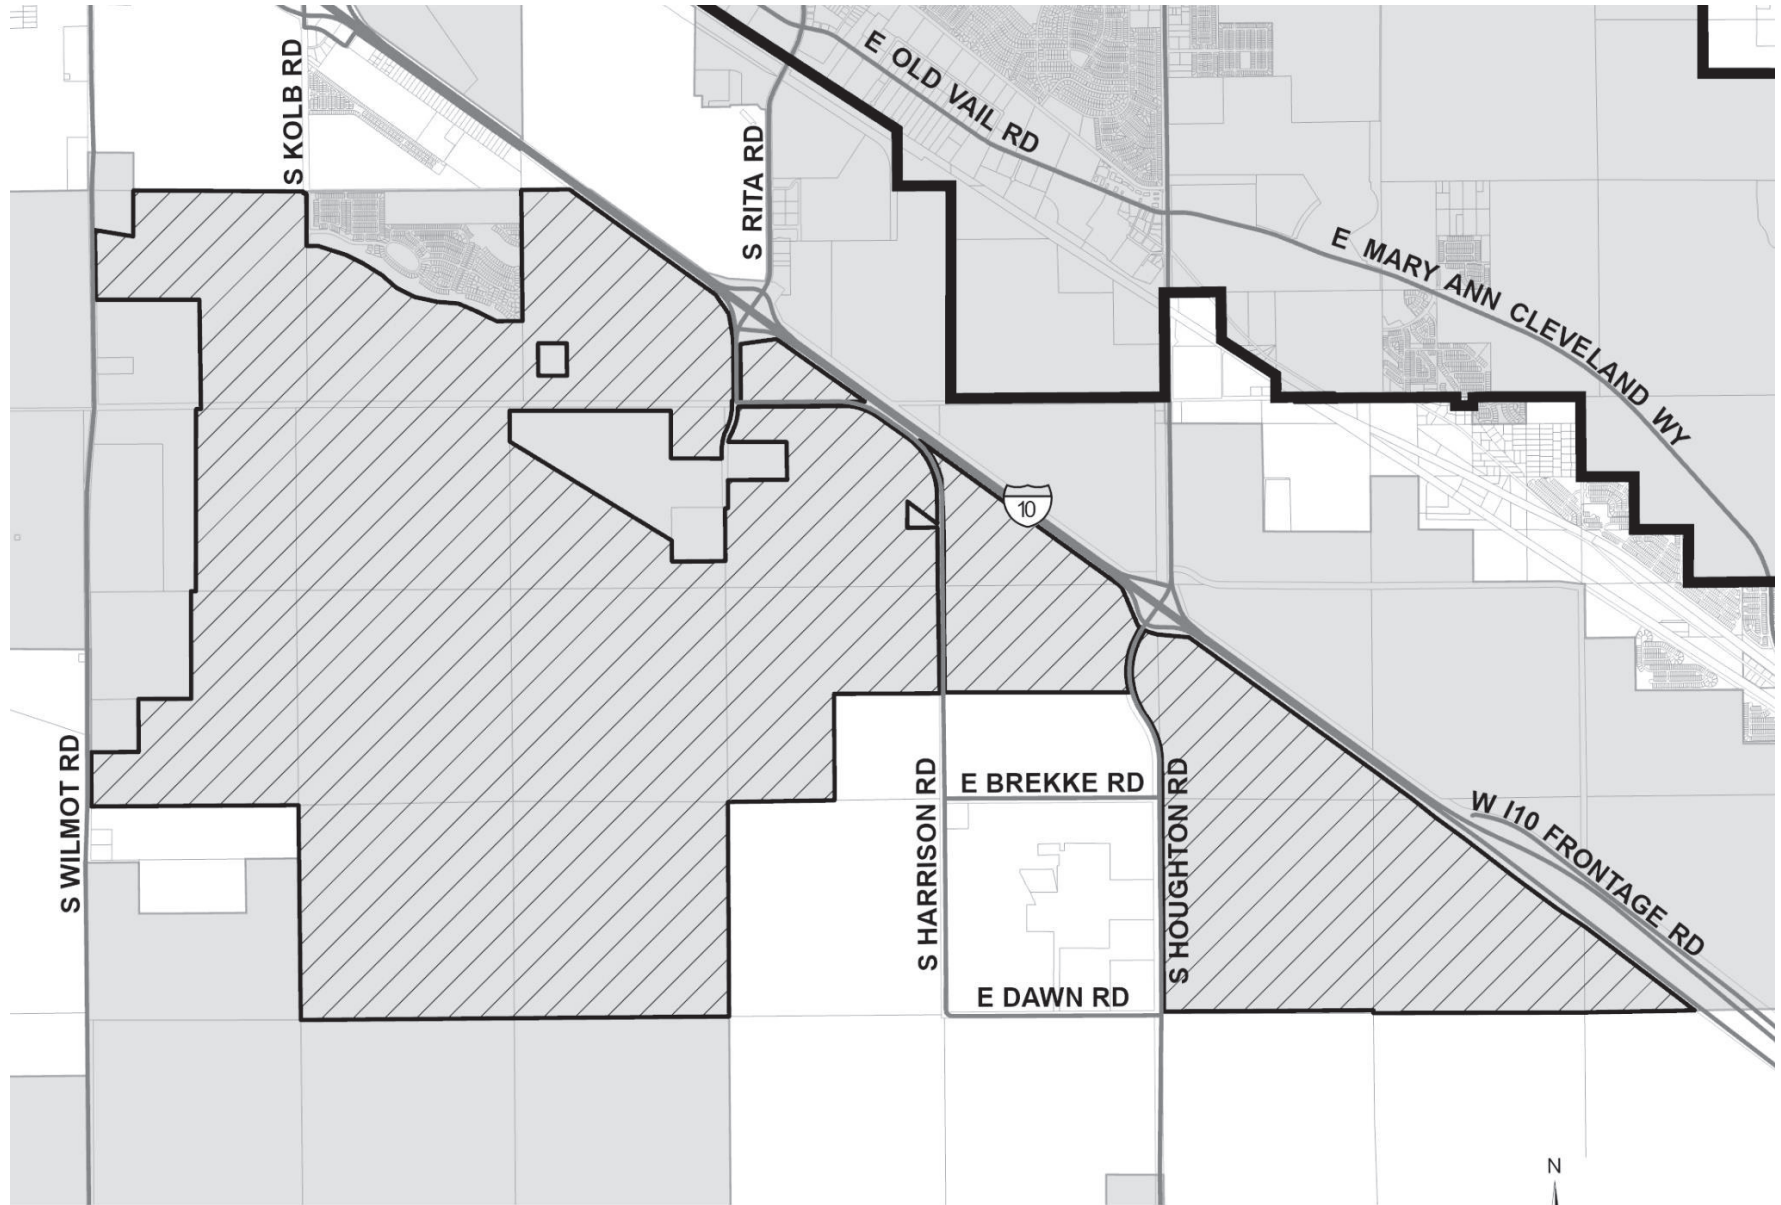 S KOLB RD
E OLD VAIL RD
S RITA RD
E MARY ANN CLEVELAND WY
10
S WILMOT RD
S HARRISON RD
E BREKKE RD
S HOUGHTON RD
W I10 FRONTAGE RD
E DAWN RD
N